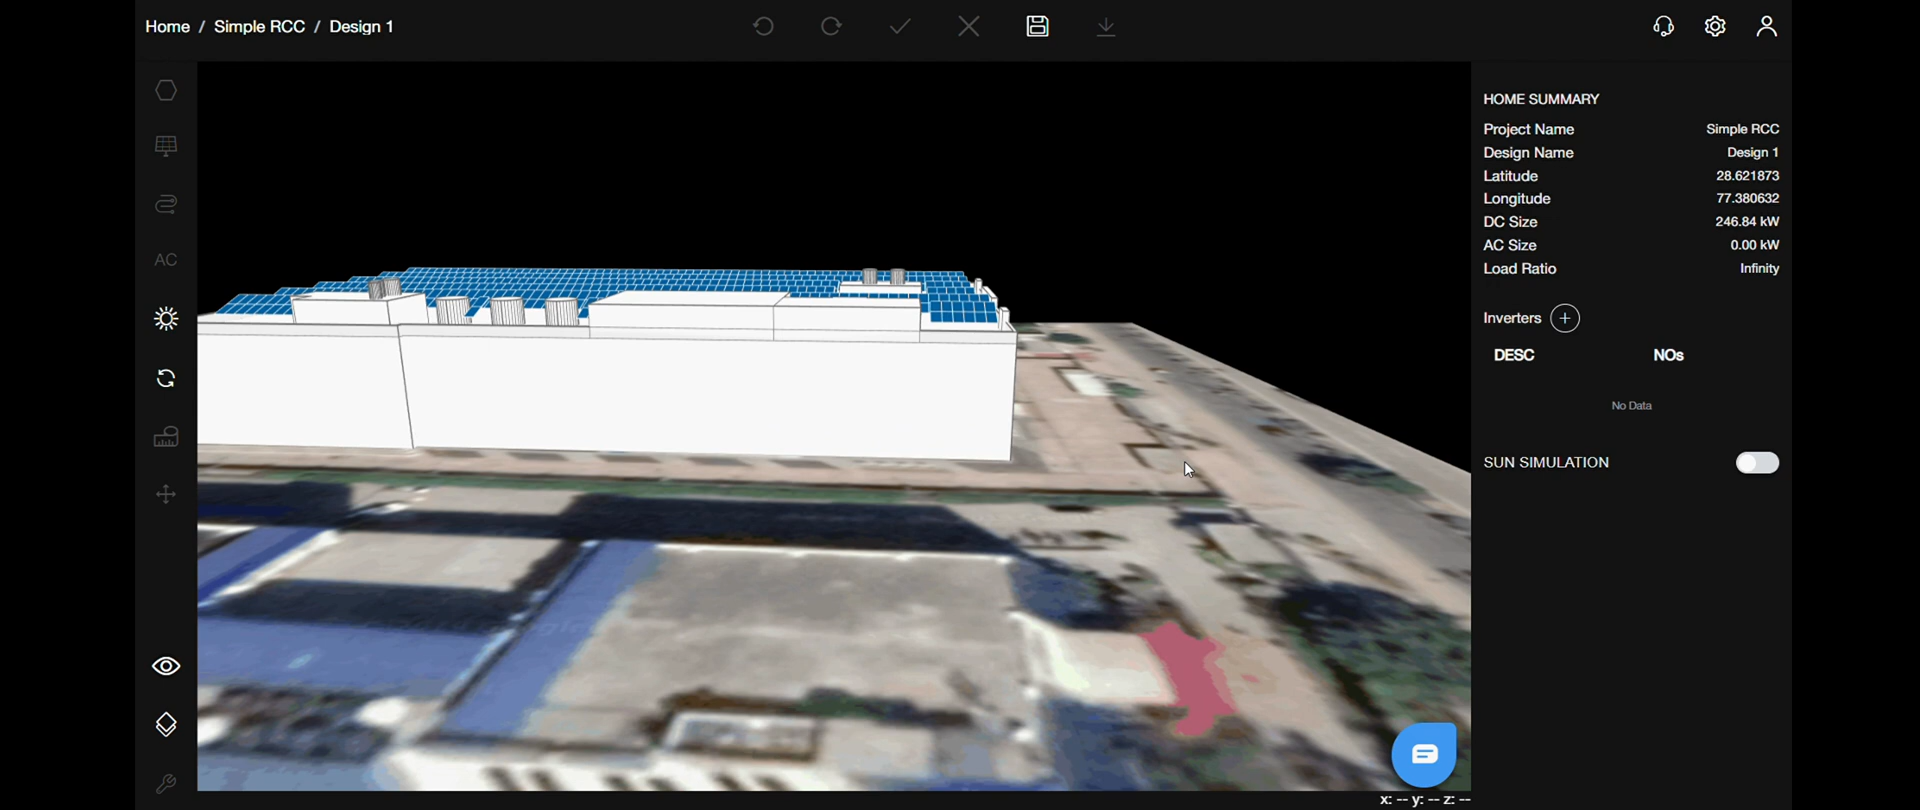 Home / Simple RCC / Design 1
AC
HOME SUMMARY
Project Name Simple RCC
Design Name Design 1
Latitude 28.621873
Longitude 77.380632
DC Size 246.84 kW
AC Size 0.00 kW
Load Ratio Infinity
Inverters
DESC NOs
No Data
SUN SIMULATION
x: -- y: -- z: --